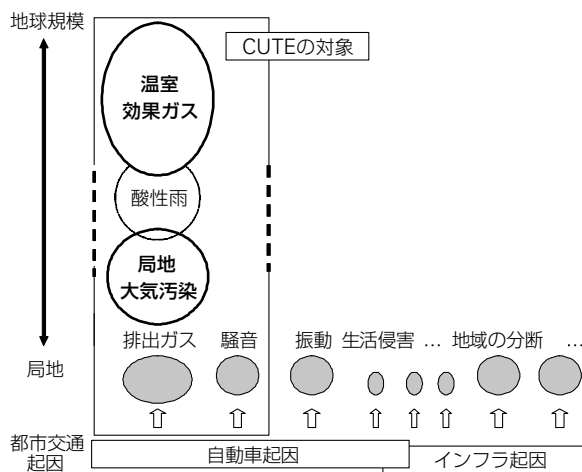 地球規模
CUTEの対象
温室
効果ガス
酸性雨
局地
大気汚染
排出ガス 騒音 振動 生活侵害 … 地域の分断 …
局地
都市交通
起因
自動車起因
インフラ起因